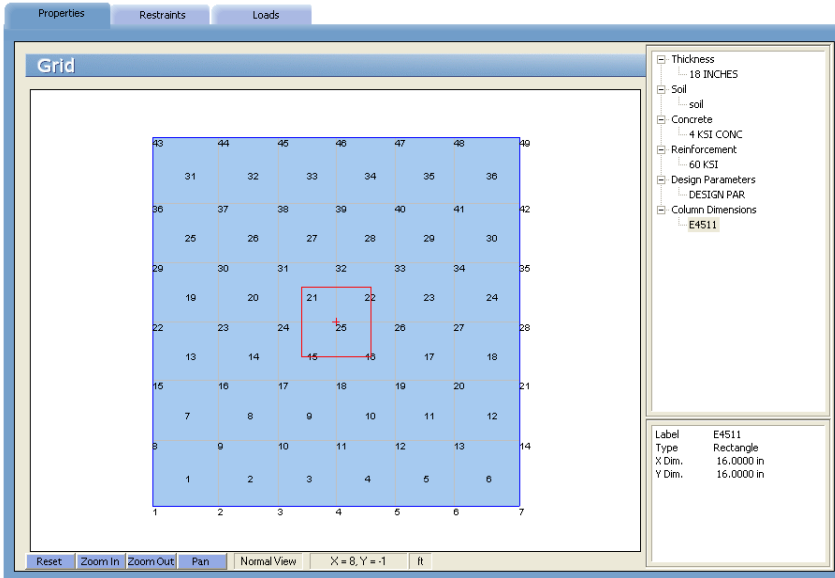 Properties Restraints Loads
Grid
43 44 45 46 47 48 49
31 32 33 34 35 36
36 37 38 39 40 41 42
25 26 27 28 29 30
29 30 31 32 33 34 35
19 20 21 22 23 24
22 23 24 25 26 27 28
13 14 15 16 17 18
15 16 17 18 19 20 21
7 8 9 10 11 12
8 9 10 11 12 13 14
1 2 3 4 5 6
1 2 3 4 5 6 7
Reset Zoom In Zoom Out Pan Normal View X = 8, Y = -1 ft
Thickness
18 INCHES
Soil
soil
Concrete
4 KSI CONC
Reinforcement
60 KSI
Design Parameters
DESIGN PAR
Column Dimensions
E4511
Label E4511
Type Rectangle
X Dim. 16.0000 in
Y Dim. 16.0000 in